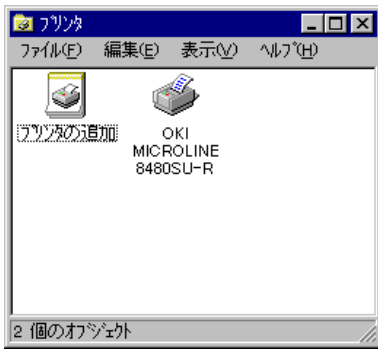 プリンタ
ファイル(F) 編集(E) 表示(V) ヘルプ(H)
プリンタの追加
OKI
MICROLINE
8480SU-R
2 個のオブジェクト